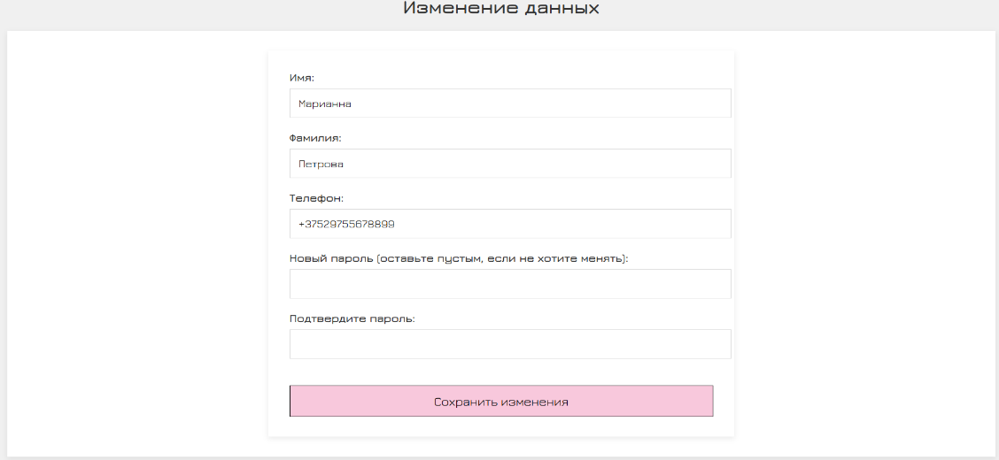 Изменение данных
Имя:
Марианна
Фамилия:
Петрова
Телефон:
+37529755678899
Новый пароль (оставьте пустым, если не хотите менять):
Подтвердите пароль:
Сохранить изменения